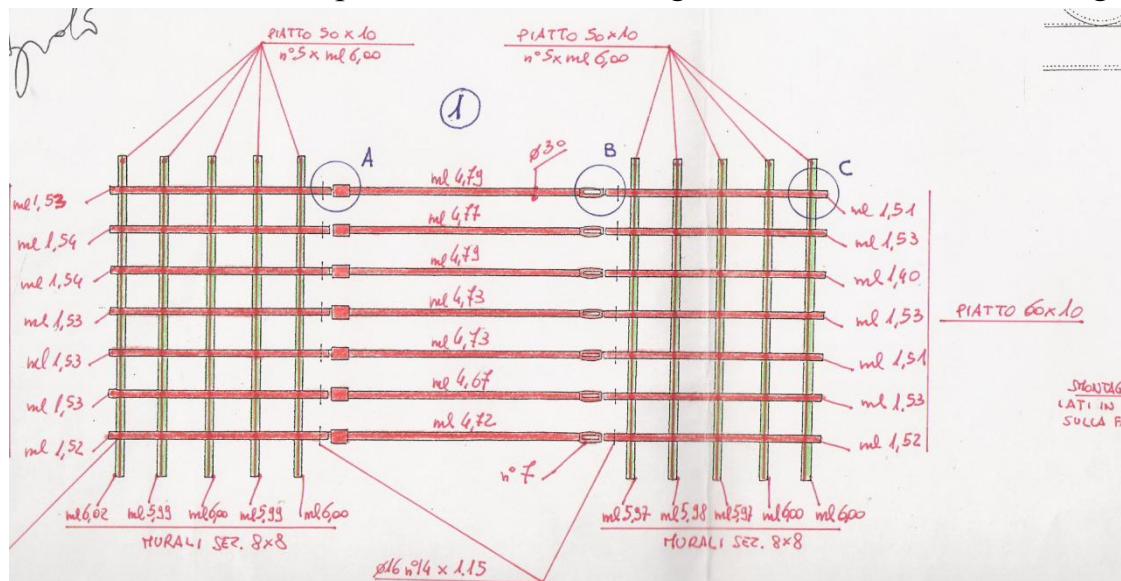 PIATTO 50x10
n°5 x ml 6,00
PIATTO 50x10
n°5 x ml 6,00
1
A
B
C
Ø30
ml 4,79
ml 4,77
ml 4,79
ml 4,73
ml 4,73
ml 4,67
ml 4,72
ml 1,53
ml 1,54
ml 1,54
ml 1,53
ml 1,53
ml 1,53
ml 1,52
ml 1,51
ml 1,53
ml 1,40
ml 1,53
ml 1,51
ml 1,53
ml 1,52
PIATTO 60x10
LATI IN
SULLA
n° 7
ml 6,02 ml 5,99 ml 6,00 ml 5,99 ml 6,00
MURALI SEZ. 8x8
ml 5,97 ml 5,98 ml 5,97 ml 6,00 ml 6,00
MURALI SEZ. 8x8
Ø16 n°14 x 1.15